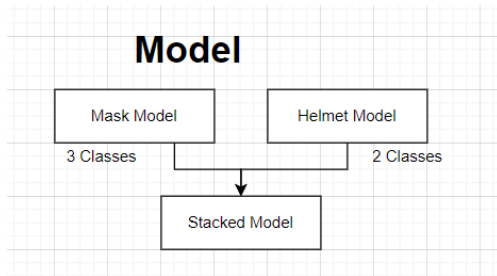 Model
Mask Model
Helmet Model
3 Classes
2 Classes
Stacked Model